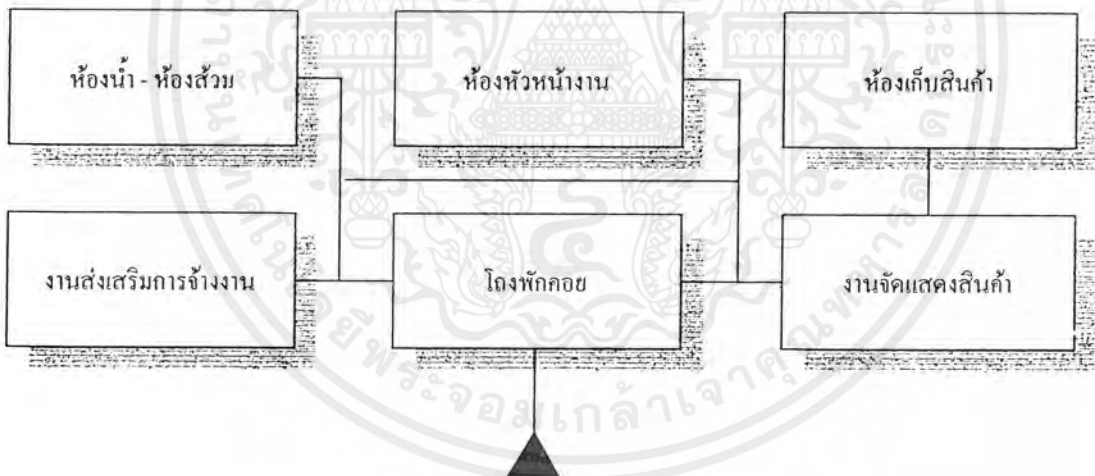 ห้องน้ำ - ห้องส้วม
ห้องหัวหน้างาน
ห้องเก็บสินค้า
งานส่งเสริมการจ้างงาน
โถงพักคอย
งานจัดแสดงสินค้า